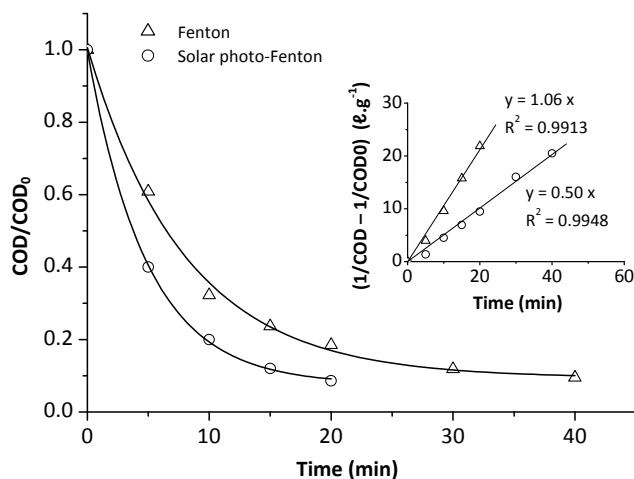 Fenton
Solar photo-Fenton
COD/COD₀
1.0
0.8
0.6
0.4
0.2
0.0
0
10
20
30
40
Time (min)
(1/COD – 1/COD0) (ℓ.g⁻¹)
30
20
10
0
0
20
40
60
Time (min)
y = 1.06 x
R² = 0.9913
y = 0.50 x
R² = 0.9948